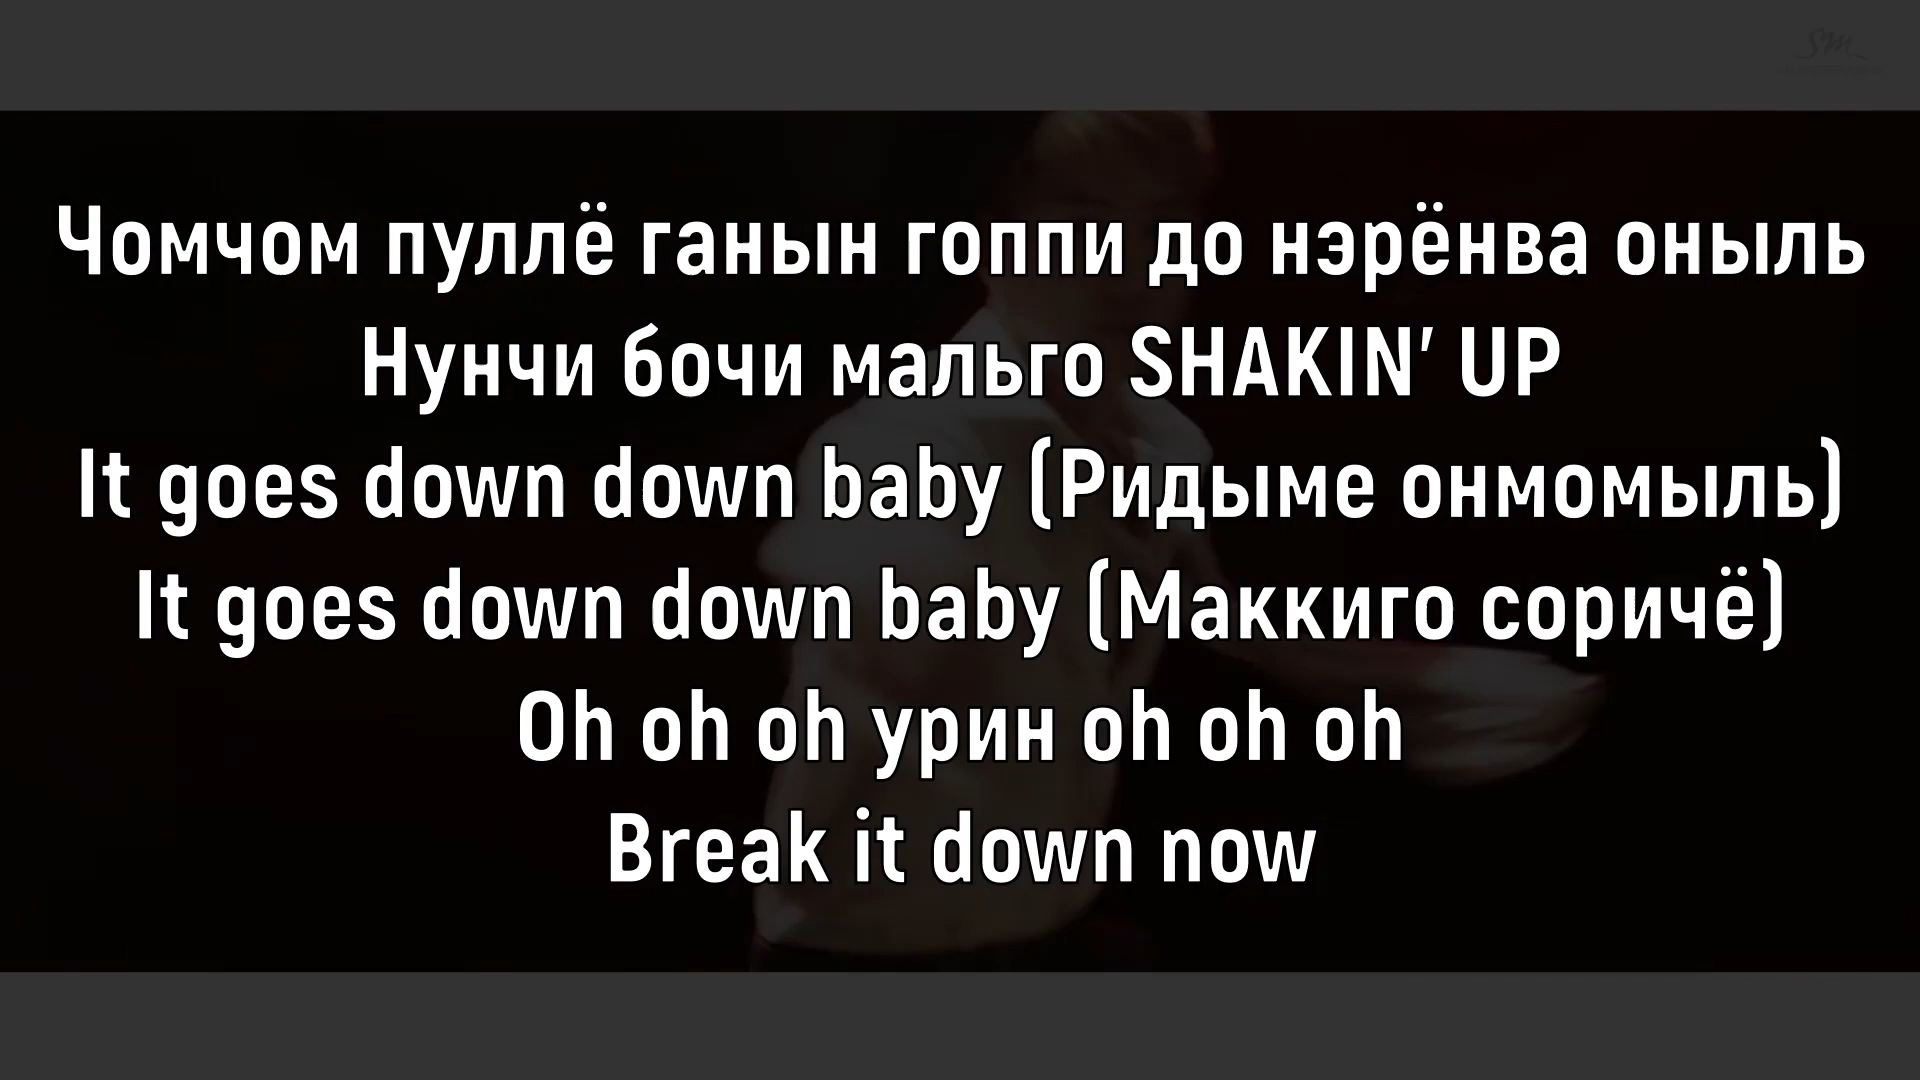 SM
Чомчом пуллё ганын гоппи до нэрёнва оныль
Нунчи бочи мальго SHAKIN’ UP
It goes down down baby (Ридыме онмомыль)
It goes down down baby (Маккиго соричё)
Oh oh oh урин oh oh oh
Break it down now